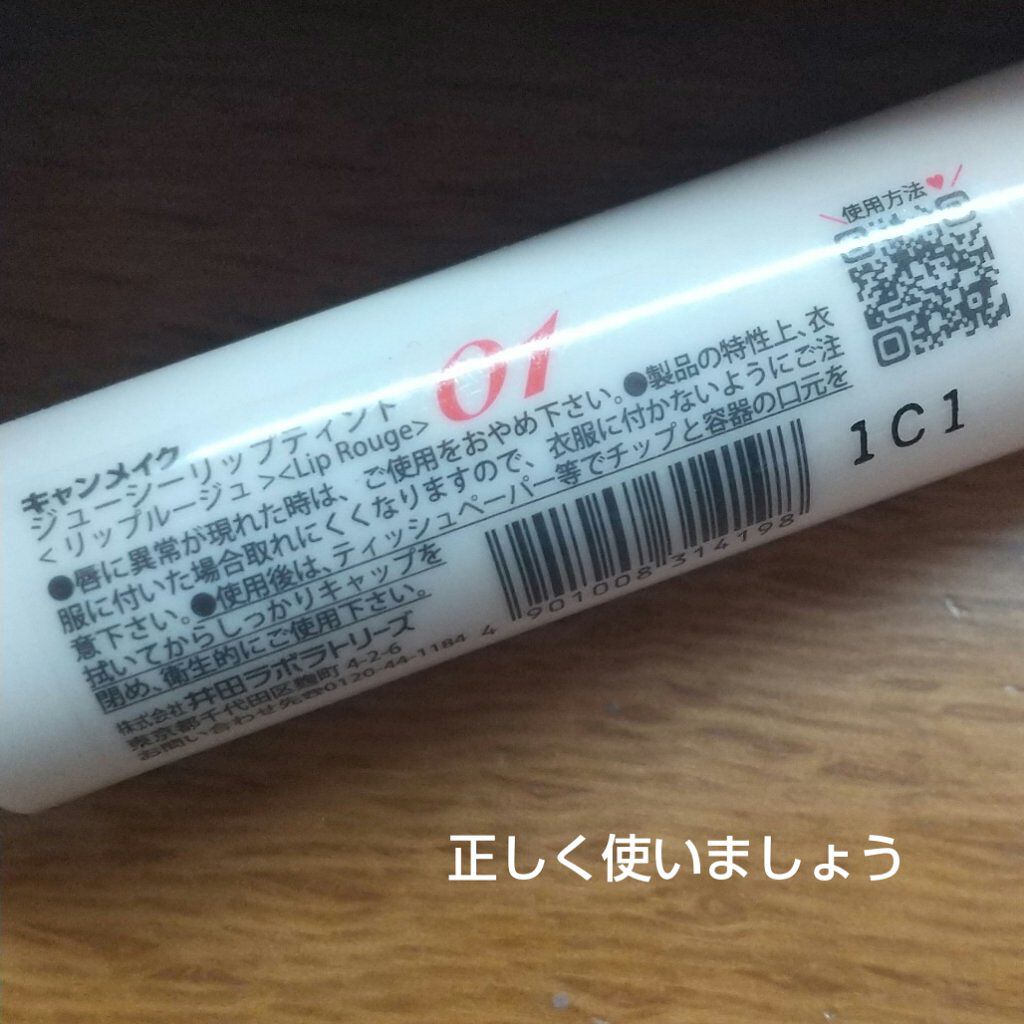 キャンメイク
ジューシーリップティント
01
<リップルージュ><Lip Rouge>
●唇に異常が現れた時は、ご使用をおやめ下さい。●製品の特性上、衣
服に付いた場合取れにくくなりますので、衣服に付かないようにご注
意下さい。●使用後は、ティッシュペーパー等でチップと容器の口元を
拭いてからしっかりキャップを
閉め、衛生的にご使用下さい。
株式会社 井田ラボラトリーズ
東京都千代田区麹町 4-2-6
お問い合わせ先☎0120-44-1184
4 901008 314198
使用方法♥
1C1
正しく使いましょう